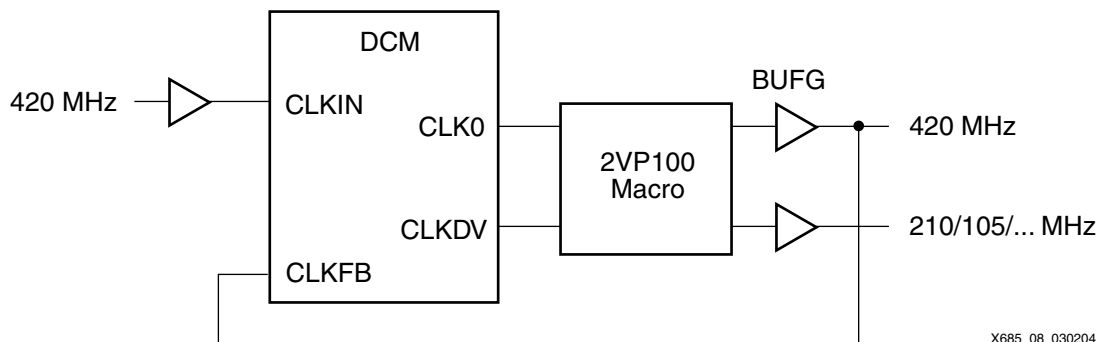 DCM
BUFG
420 MHz
CLKIN
CLK0
420 MHz
2VP100
Macro
CLKDV
210/105/... MHz
CLKFB
X685_08_030204